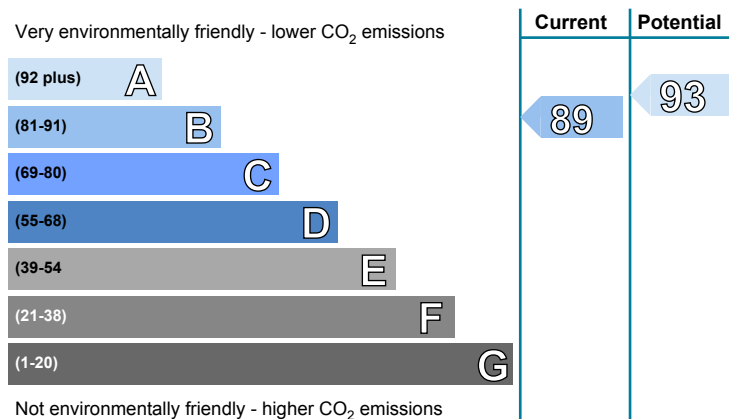 Very environmentally friendly - lower CO2 emissions
Current
Potential
(92 plus) A
(81-91) B
(69-80) C
(55-68) D
(39-54 E
(21-38) F
(1-20) G
89
93
Not environmentally friendly - higher CO2 emissions